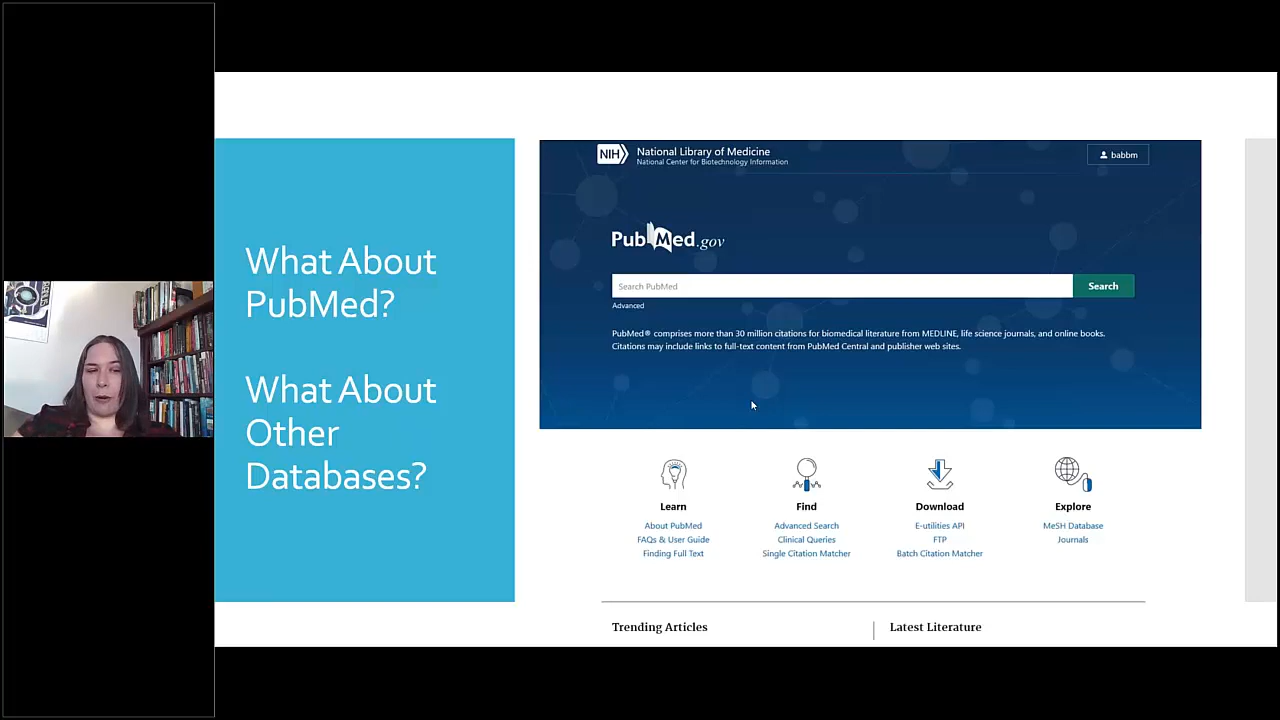 What About
PubMed?
What About
Other
Databases?
NIH
National Library of Medicine
National Center for Biotechnology Information
babbm
PubMed.gov
Search PubMed
Search
Advanced
PubMed® comprises more than 30 million citations for biomedical literature from MEDLINE, life science journals, and online books.
Citations may include links to full-text content from PubMed Central and publisher web sites.
Learn
About PubMed
FAQs & User Guide
Finding Full Text
Find
Advanced Search
Clinical Queries
Single Citation Matcher
Download
E-utilities API
FTP
Batch Citation Matcher
Explore
MeSH Database
Journals
Trending Articles
Latest Literature